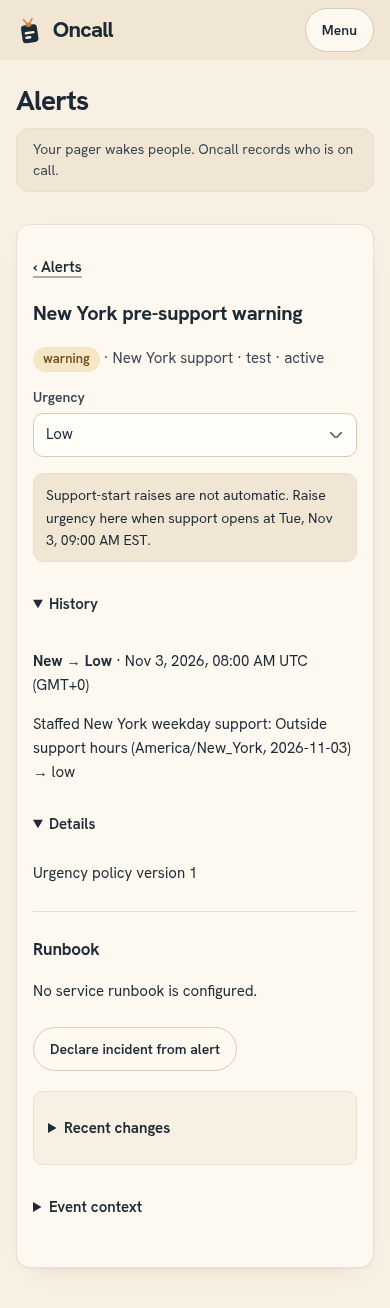 Oncall
Menu
Alerts
Your pager wakes people. Oncall records who is on
call.
‹ Alerts
New York pre-support warning
warning · New York support · test · active
Urgency
Low
Support-start raises are not automatic. Raise
urgency here when support opens at Tue, Nov
3, 09:00 AM EST.
▼ History
New → Low · Nov 3, 2026, 08:00 AM UTC
(GMT+0)
Staffed New York weekday support: Outside
support hours (America/New_York, 2026-11-03)
→ low
▼ Details
Urgency policy version 1
Runbook
No service runbook is configured.
Declare incident from alert
▶ Recent changes
▶ Event context